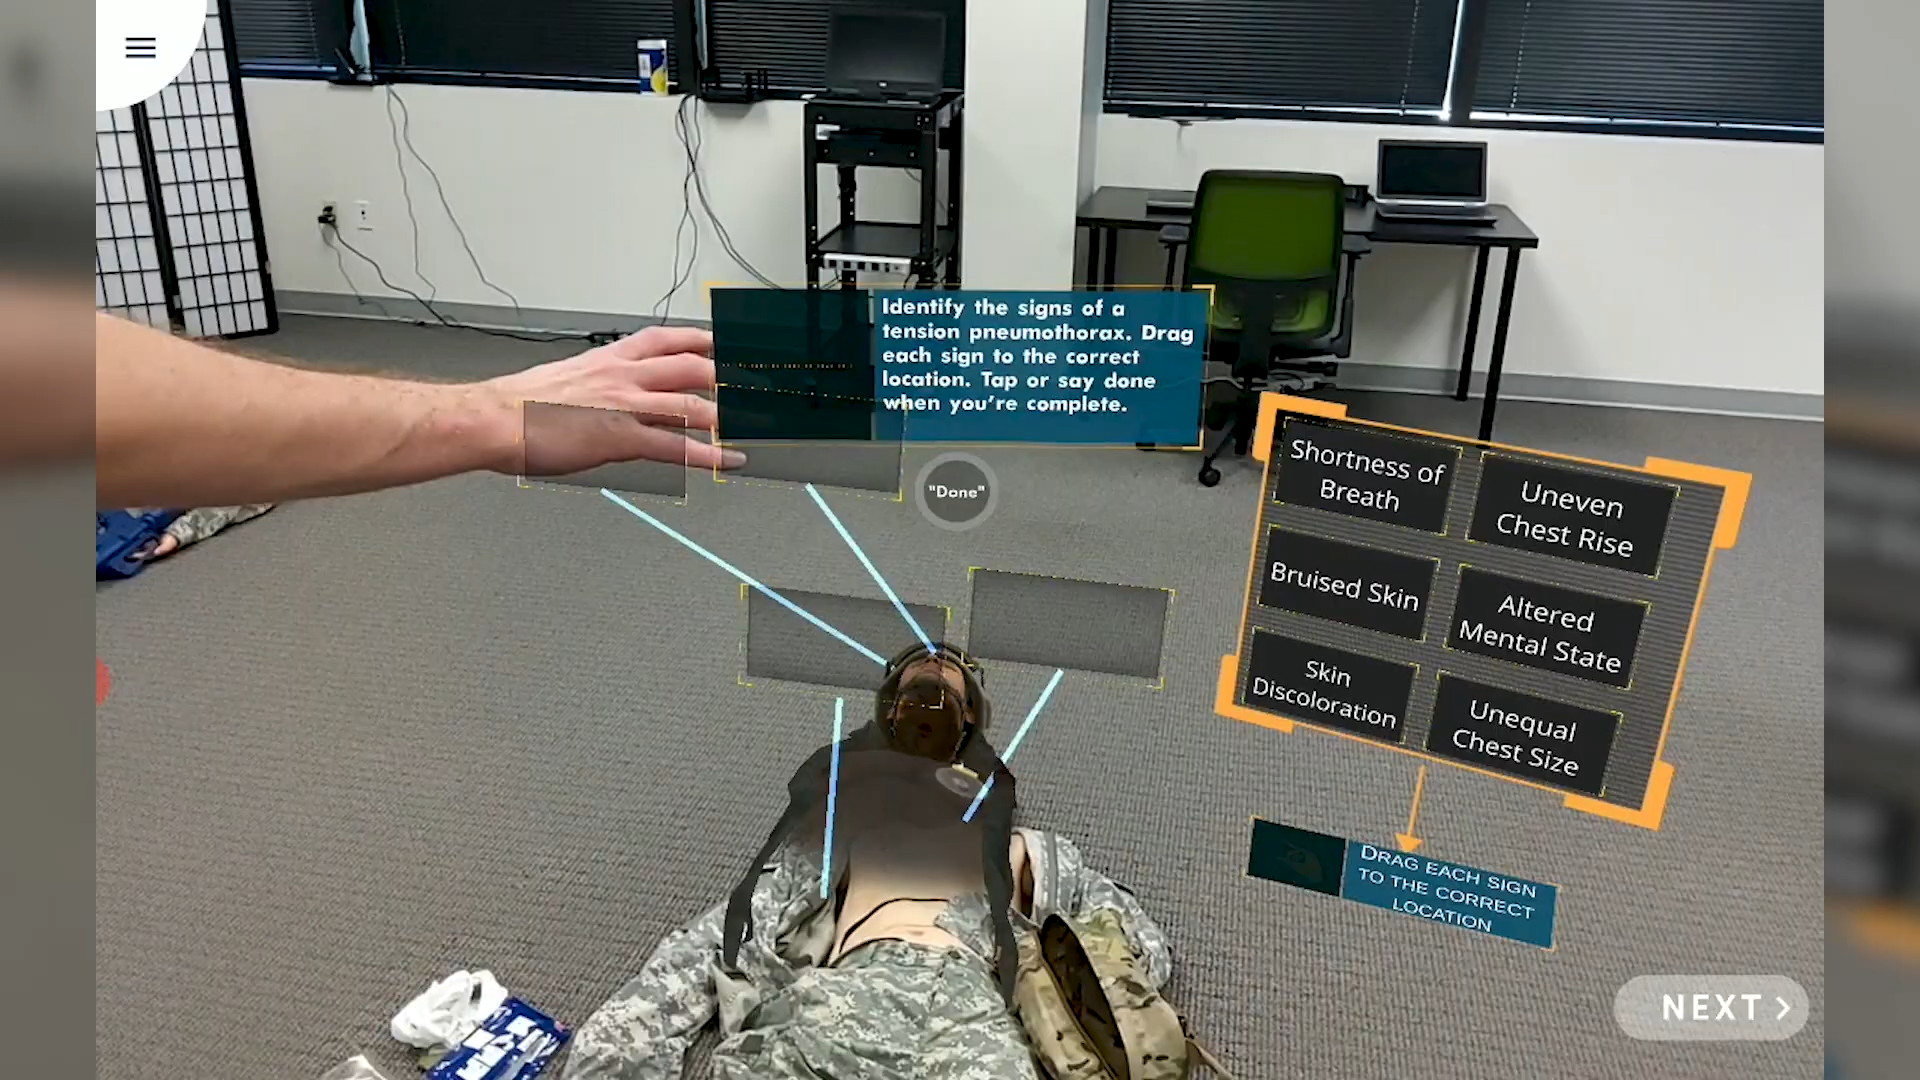 Identify the signs of a
tension pneumothorax. Drag
each sign to the correct
location. Tap or say done
when you're complete.
"Done"
Shortness of
Breath
Uneven
Chest Rise
Bruised Skin
Altered
Mental State
Skin
Discoloration
Unequal
Chest Size
DRAG EACH SIGN
TO THE CORRECT
LOCATION
NEXT